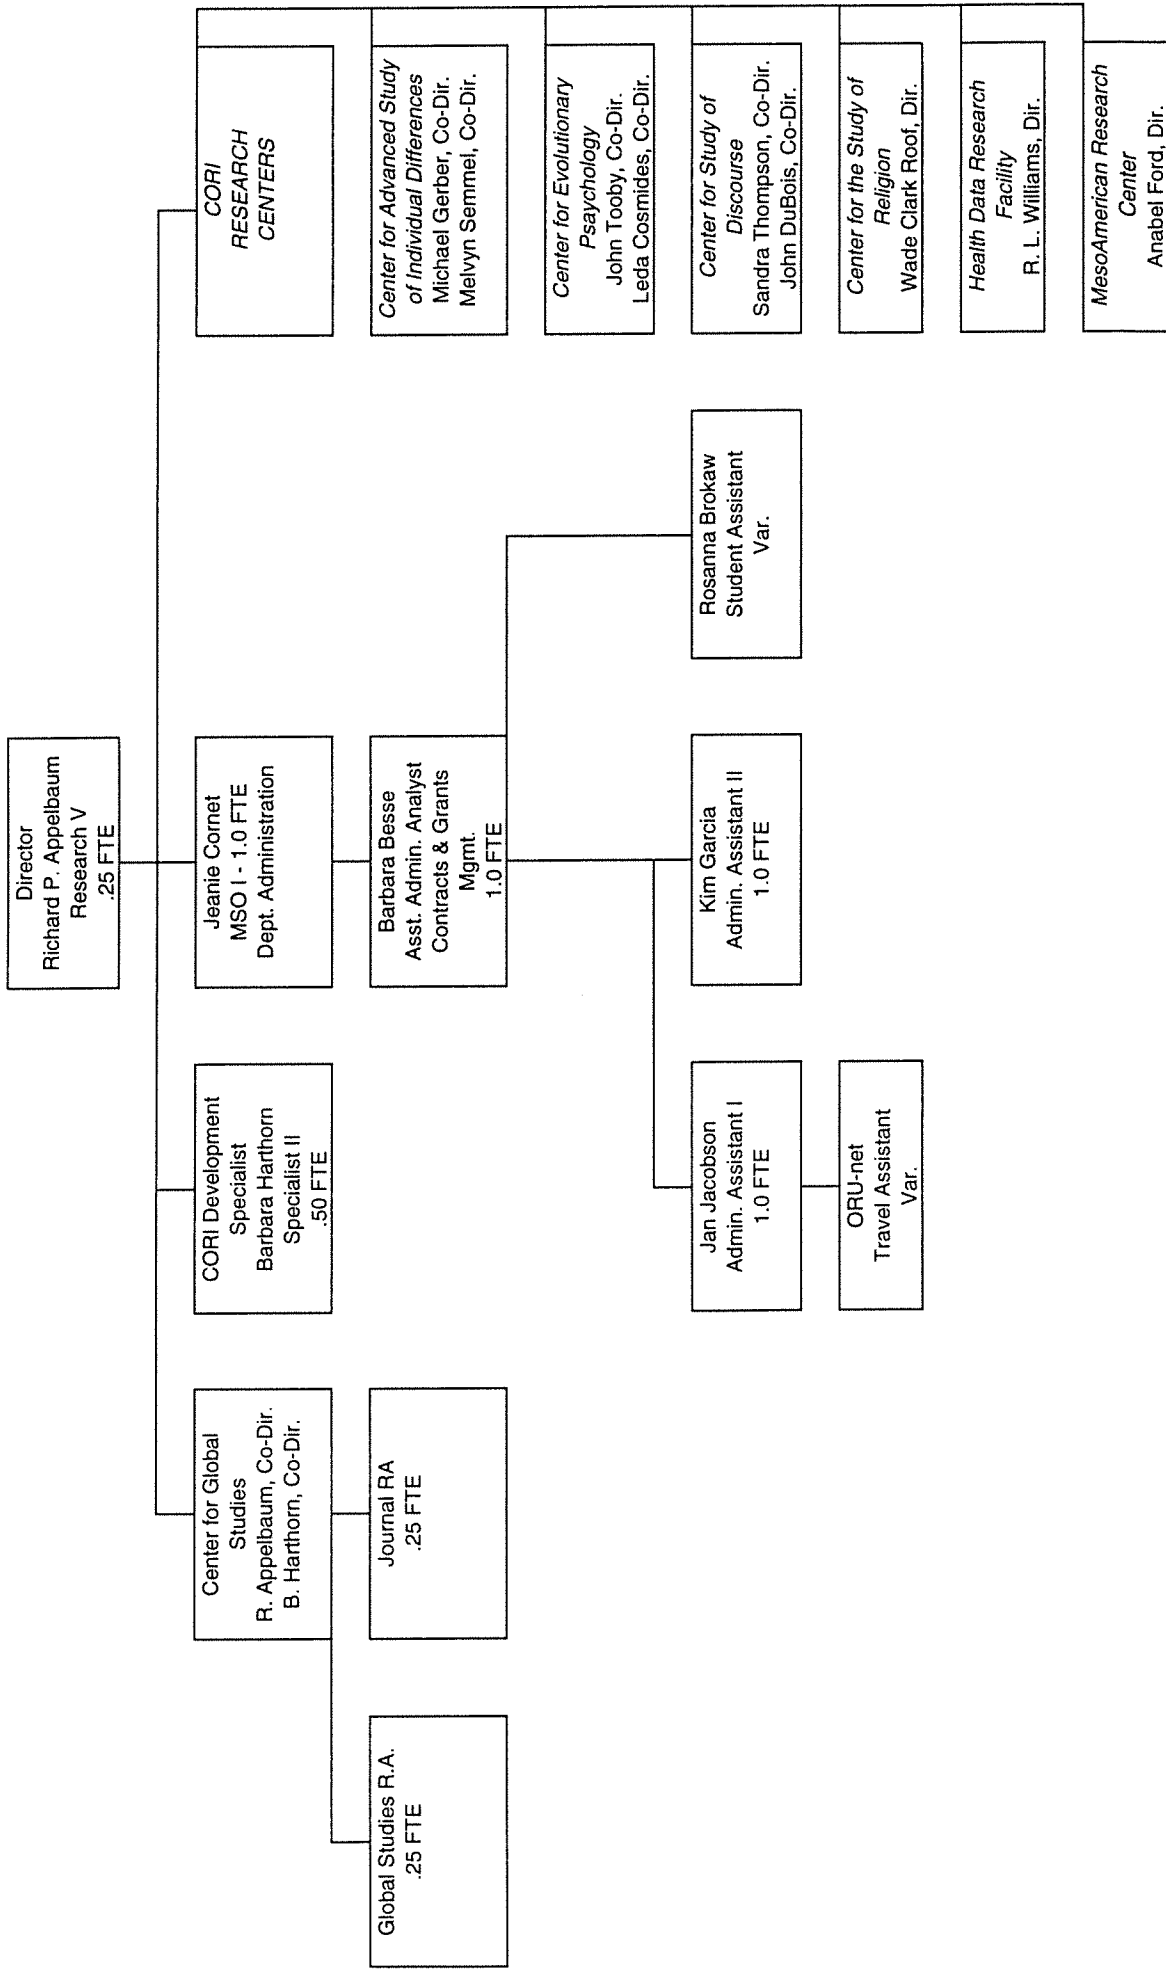 Director
Richard P. Appelbaum
Research V
.25 FTE
Center for Global
Studies
R. Appelbaum, Co-Dir.
B. Harthorn, Co-Dir.
CORI Development
Specialist
Barbara Harthorn
Specialist II
.50 FTE
Jeanie Cornet
MSO I - 1.0 FTE
Dept. Administration
CORI
RESEARCH
CENTERS
Global Studies R.A.
.25 FTE
Journal RA
.25 FTE
Barbara Besse
Asst. Admin. Analyst
Contracts & Grants
Mgmt.
1.0 FTE
Center for Advanced Study
of Individual Differences
Michael Gerber, Co-Dir.
Melvyn Semmel, Co-Dir.
Center for Evolutionary
Psaychology
John Tooby, Co-Dir.
Leda Cosmides, Co-Dir.
Jan Jacobson
Admin. Assistant I
1.0 FTE
Kim Garcia
Admin. Assistant II
1.0 FTE
Rosanna Brokaw
Student Assistant
Var.
Center for Study of
Discourse
Sandra Thompson, Co-Dir.
John DuBois, Co-Dir.
ORU-net
Travel Assistant
Var.
Center for the Study of
Religion
Wade Clark Roof, Dir.
Health Data Research
Facility
R. L. Williams, Dir.
MesoAmerican Research
Center
Anabel Ford, Dir.